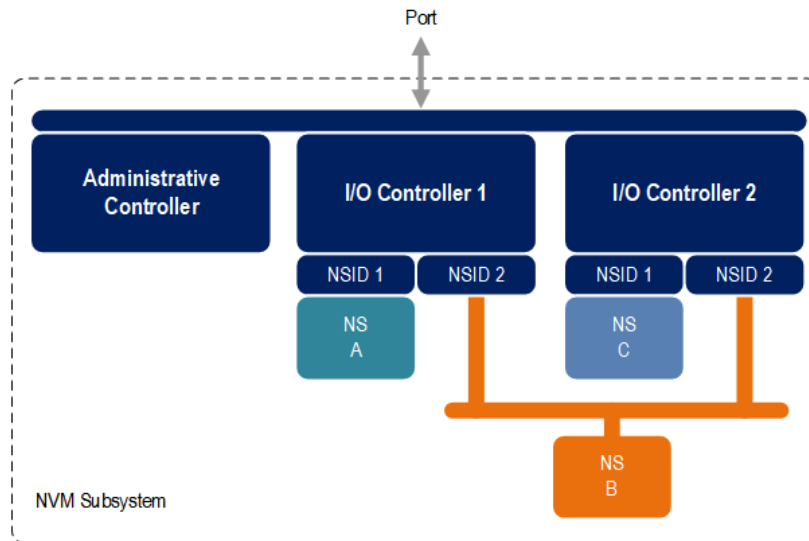 Port
Administrative
Controller
I/O Controller 1
I/O Controller 2
NSID 1
NSID 2
NSID 1
NSID 2
NS
A
NS
C
NS
B
NVM Subsystem